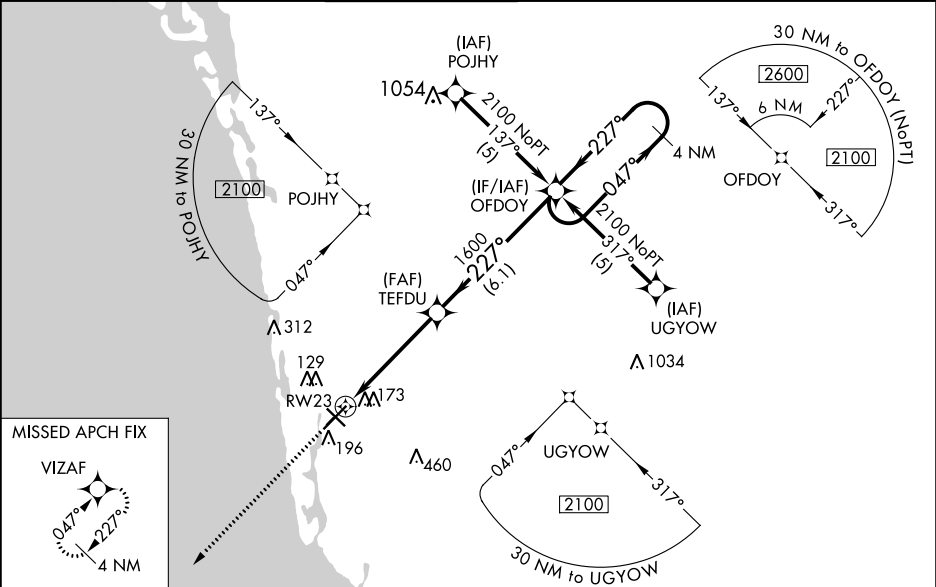 (IAF)
POJHY
1054
2100 NoPT
137°
(5)
227°
047°
4 NM
(IF/IAF)
OFDOY
2100 NoPT
317°
(5)
(IAF)
UGYOW
1600
227°
(6.1)
(FAF)
TEFDU
137°
30 NM to POJHY
2100
POJHY
047°
30 NM to OFDOY (NoPT)
2600
137°
6 NM
227°
2100
OFDOY
317°
312
129
RW23
173
196
460
1034
MISSED APCH FIX
VIZAF
047°
227°
4 NM
047°
UGYOW
317°
2100
30 NM to UGYOW